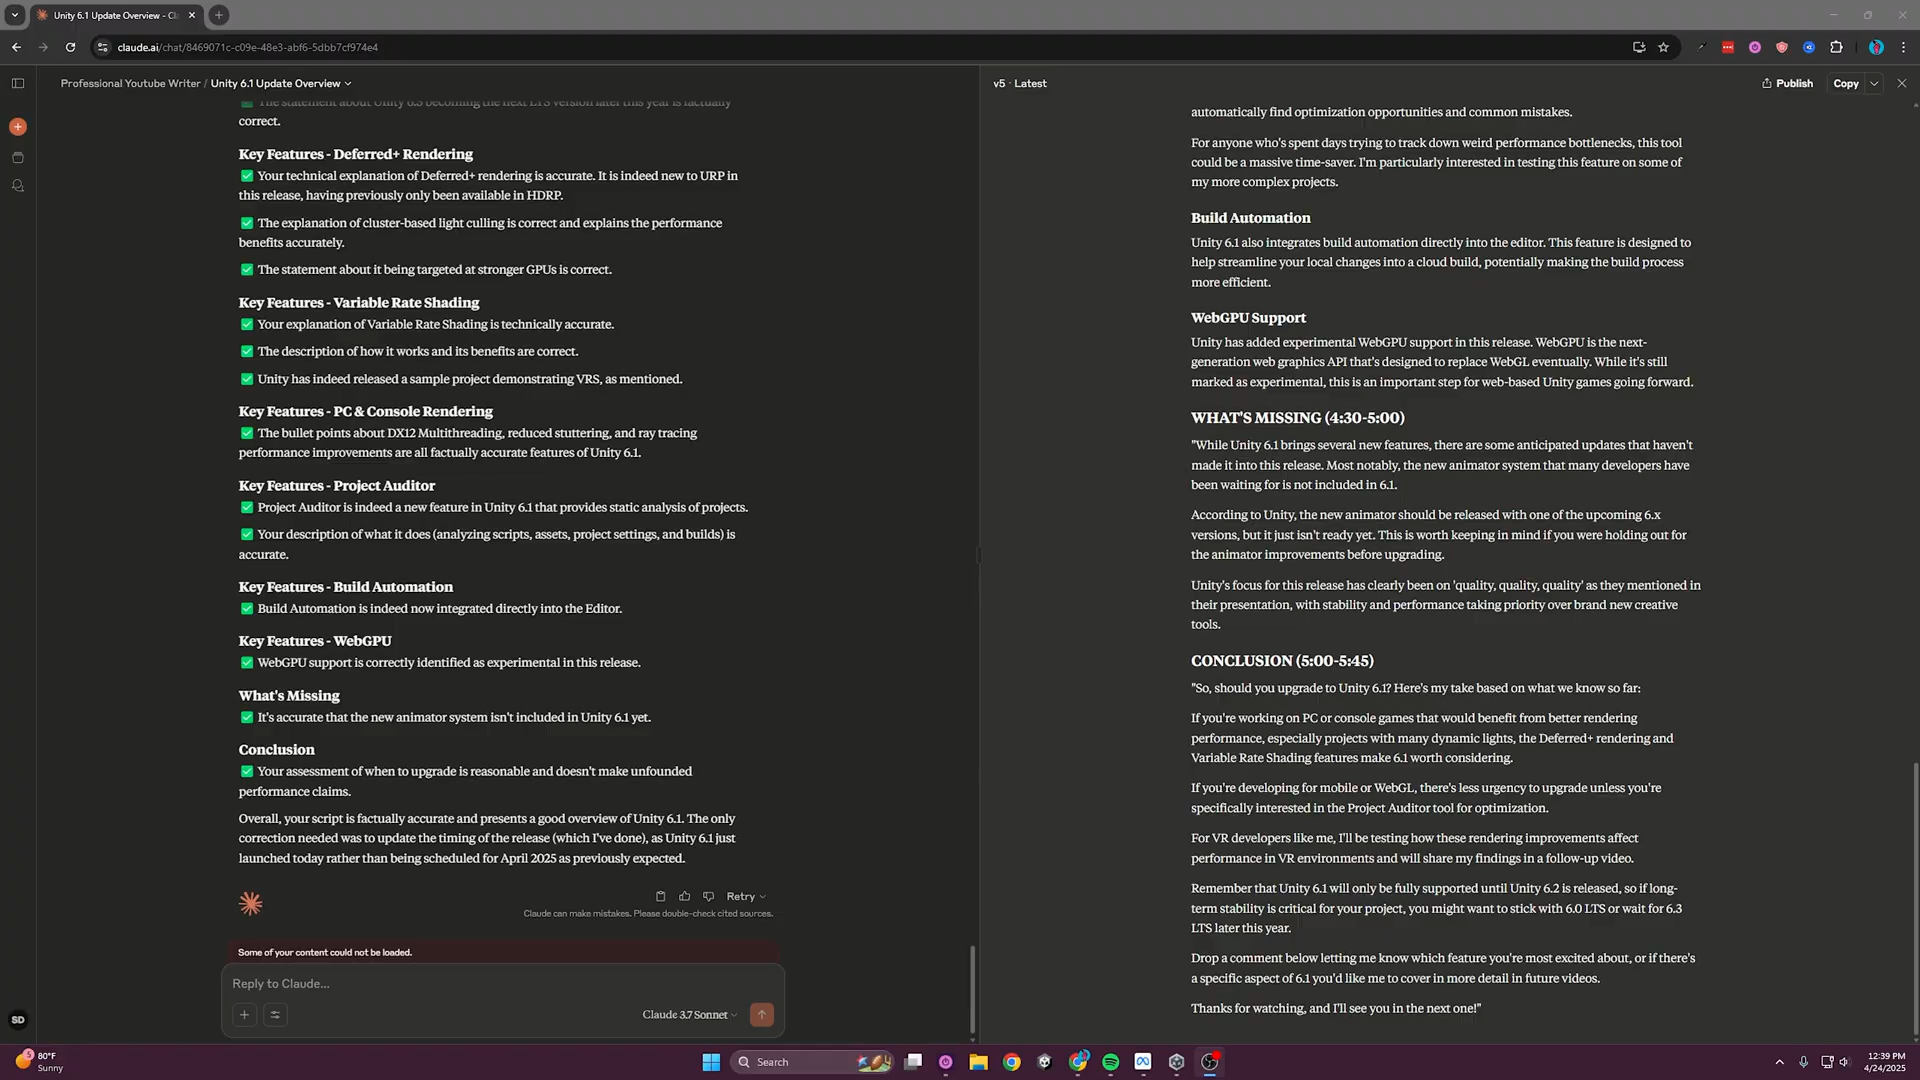 Unity 6.1 Update Overview - Cl
claude.ai/chat/8469071c-c09e-48e3-abf6-5dbb7cf974e4
Professional Youtube Writer / Unity 6.1 Update Overview
The statement about Unity 6.3 becoming the next LTS version later this year is factually
correct.
Key Features - Deferred+ Rendering
✅ Your technical explanation of Deferred+ rendering is accurate. It is indeed new to URP in
this release, having previously only been available in HDRP.
✅ The explanation of cluster-based light culling is correct and explains the performance
benefits accurately.
✅ The statement about it being targeted at stronger GPUs is correct.
Key Features - Variable Rate Shading
✅ Your explanation of Variable Rate Shading is technically accurate.
✅ The description of how it works and its benefits are correct.
✅ Unity has indeed released a sample project demonstrating VRS, as mentioned.
Key Features - PC & Console Rendering
✅ The bullet points about DX12 Multithreading, reduced stuttering, and ray tracing
performance improvements are all factually accurate features of Unity 6.1.
Key Features - Project Auditor
✅ Project Auditor is indeed a new feature in Unity 6.1 that provides static analysis of projects.
✅ Your description of what it does (analyzing scripts, assets, project settings, and builds) is
accurate.
Key Features - Build Automation
✅ Build Automation is indeed now integrated directly into the Editor.
Key Features - WebGPU
✅ WebGPU support is correctly identified as experimental in this release.
What's Missing
✅ It's accurate that the new animator system isn't included in Unity 6.1 yet.
Conclusion
✅ Your assessment of when to upgrade is reasonable and doesn't make unfounded
performance claims.
Overall, your script is factually accurate and presents a good overview of Unity 6.1. The only
correction needed was to update the timing of the release (which I've done), as Unity 6.1 just
launched today rather than being scheduled for April 2025 as previously expected.
Retry
Claude can make mistakes. Please double-check cited sources.
Some of your content could not be loaded.
Reply to Claude...
Claude 3.7 Sonnet
SD
v5 · Latest
Publish
Copy
automatically find optimization opportunities and common mistakes.
For anyone who's spent days trying to track down weird performance bottlenecks, this tool
could be a massive time-saver. I'm particularly interested in testing this feature on some of
my more complex projects.
Build Automation
Unity 6.1 also integrates build automation directly into the editor. This feature is designed to
help streamline your local changes into a cloud build, potentially making the build process
more efficient.
WebGPU Support
Unity has added experimental WebGPU support in this release. WebGPU is the next-
generation web graphics API that's designed to replace WebGL eventually. While it's still
marked as experimental, this is an important step for web-based Unity games going forward.
WHAT'S MISSING (4:30-5:00)
"While Unity 6.1 brings several new features, there are some anticipated updates that haven't
made it into this release. Most notably, the new animator system that many developers have
been waiting for is not included in 6.1.
According to Unity, the new animator should be released with one of the upcoming 6.x
versions, but it just isn't ready yet. This is worth keeping in mind if you were holding out for
the animator improvements before upgrading.
Unity's focus for this release has clearly been on 'quality, quality, quality' as they mentioned in
their presentation, with stability and performance taking priority over brand new creative
tools.
CONCLUSION (5:00-5:45)
"So, should you upgrade to Unity 6.1? Here's my take based on what we know so far:
If you're working on PC or console games that would benefit from better rendering
performance, especially projects with many dynamic lights, the Deferred+ rendering and
Variable Rate Shading features make 6.1 worth considering.
If you're developing for mobile or WebGL, there's less urgency to upgrade unless you're
specifically interested in the Project Auditor tool for optimization.
For VR developers like me, I'll be testing how these rendering improvements affect
performance in VR environments and will share my findings in a follow-up video.
Remember that Unity 6.1 will only be fully supported until Unity 6.2 is released, so if long-
term stability is critical for your project, you might want to stick with 6.0 LTS or wait for 6.3
LTS later this year.
Drop a comment below letting me know which feature you're most excited about, or if there's
a specific aspect of 6.1 you'd like me to cover in more detail in future videos.
Thanks for watching, and I'll see you in the next one!"
80°F
Sunny
Search
12:39 PM
4/24/2025